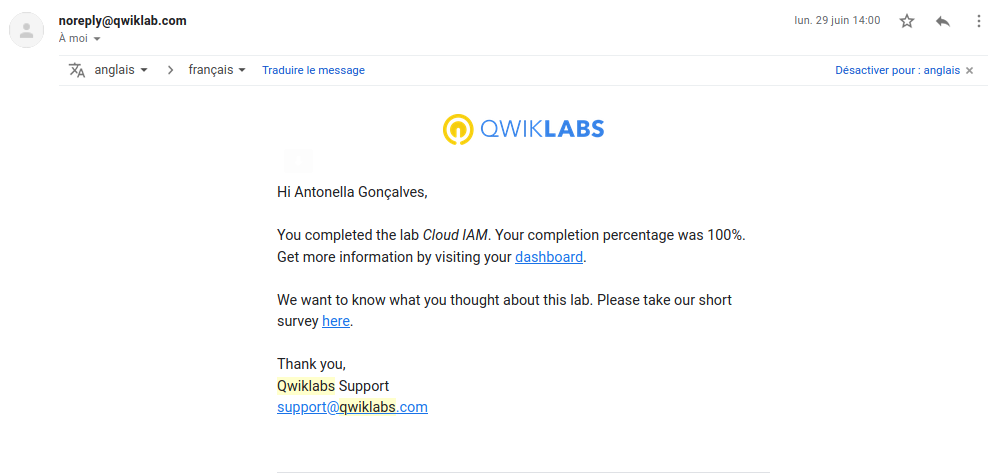 noreply@qwiklab.com
lun. 29 juin 14:00
À moi
anglais
français
Traduire le message
Désactiver pour : anglais
QWIKLABS
Hi Antonella Gonçalves,
You completed the lab Cloud IAM. Your completion percentage was 100%.
Get more information by visiting your dashboard.
We want to know what you thought about this lab. Please take our short
survey here.
Thank you,
Qwiklabs Support
support@qwiklabs.com